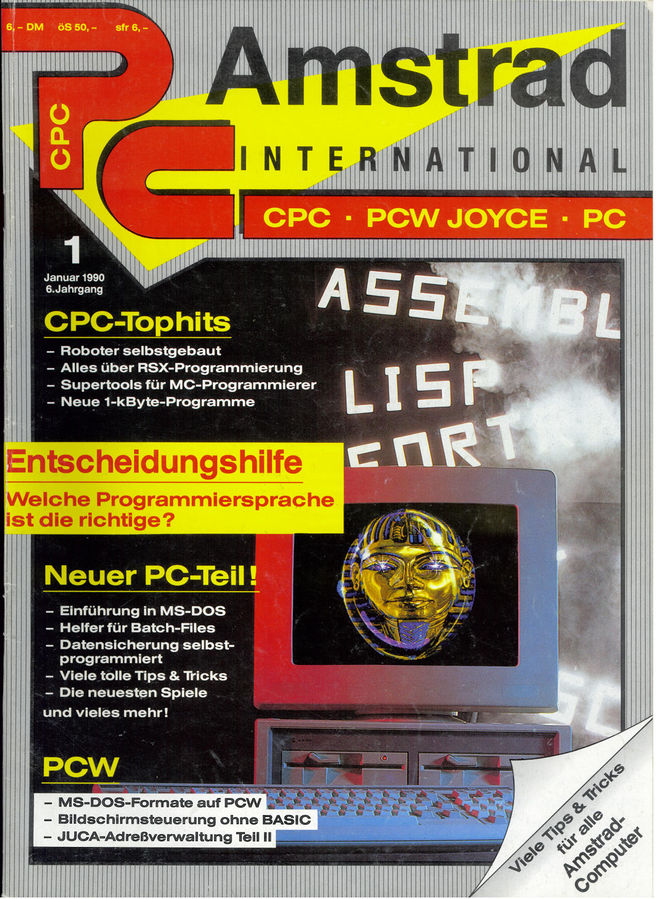 6,– DM öS 50,– sfr 6,–
CPC
PC
Amstrad
INTERNATIONAL
CPC · PCW JOYCE · PC
1
Januar 1990
6.Jahrgang
CPC-Tophits
– Roboter selbstgebaut
– Alles über RSX-Programmierung
– Supertools für MC-Programmierer
– Neue 1-kByte-Programme
ASSEMBL
LISP
FORT
Entscheidungshilfe
Welche Programmiersprache
ist die richtige?
Neuer PC-Teil!
– Einführung in MS-DOS
– Helfer für Batch-Files
– Datensicherung selbst-
programmiert
– Viele tolle Tips & Tricks
– Die neuesten Spiele
und vieles mehr!
SC
PCW
– MS-DOS-Formate auf PCW
– Bildschirmsteuerung ohne BASIC
– JUCA-Adreßverwaltung Teil II
Viele Tips & Tricks
für alle
Amstrad-
Computer